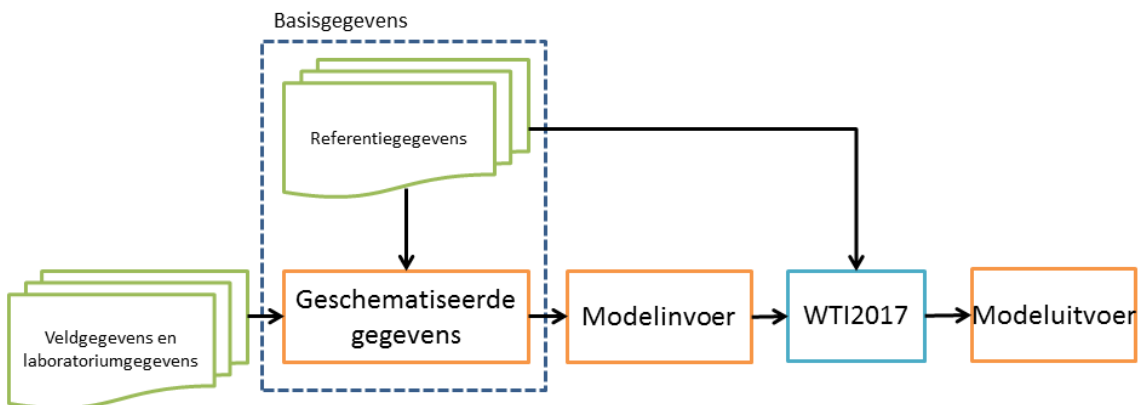 Basisgegevens
Referentiegegevens
Veldgegevens en
laboratoriumgegevens
Geschematiseerde
gegevens
Modelinvoer
WTI2017
Modeluitvoer